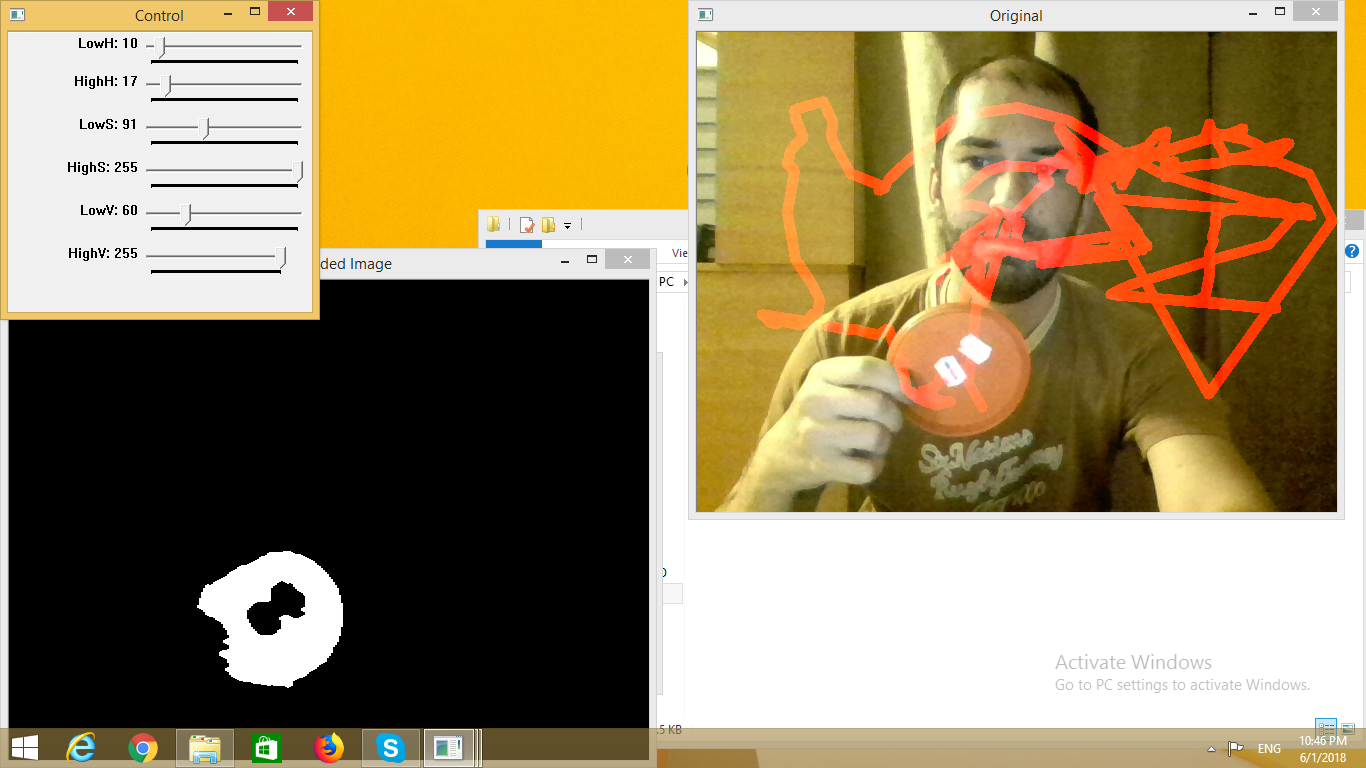 Control
LowH: 10
HighH: 17
LowS: 91
HighS: 255
LowV: 60
HighV: 255
ded Image
Original
Vie
PC
.5 KB
Activate Windows
Go to PC settings to activate Windows.
ENG
10:46 PM
6/1/2018